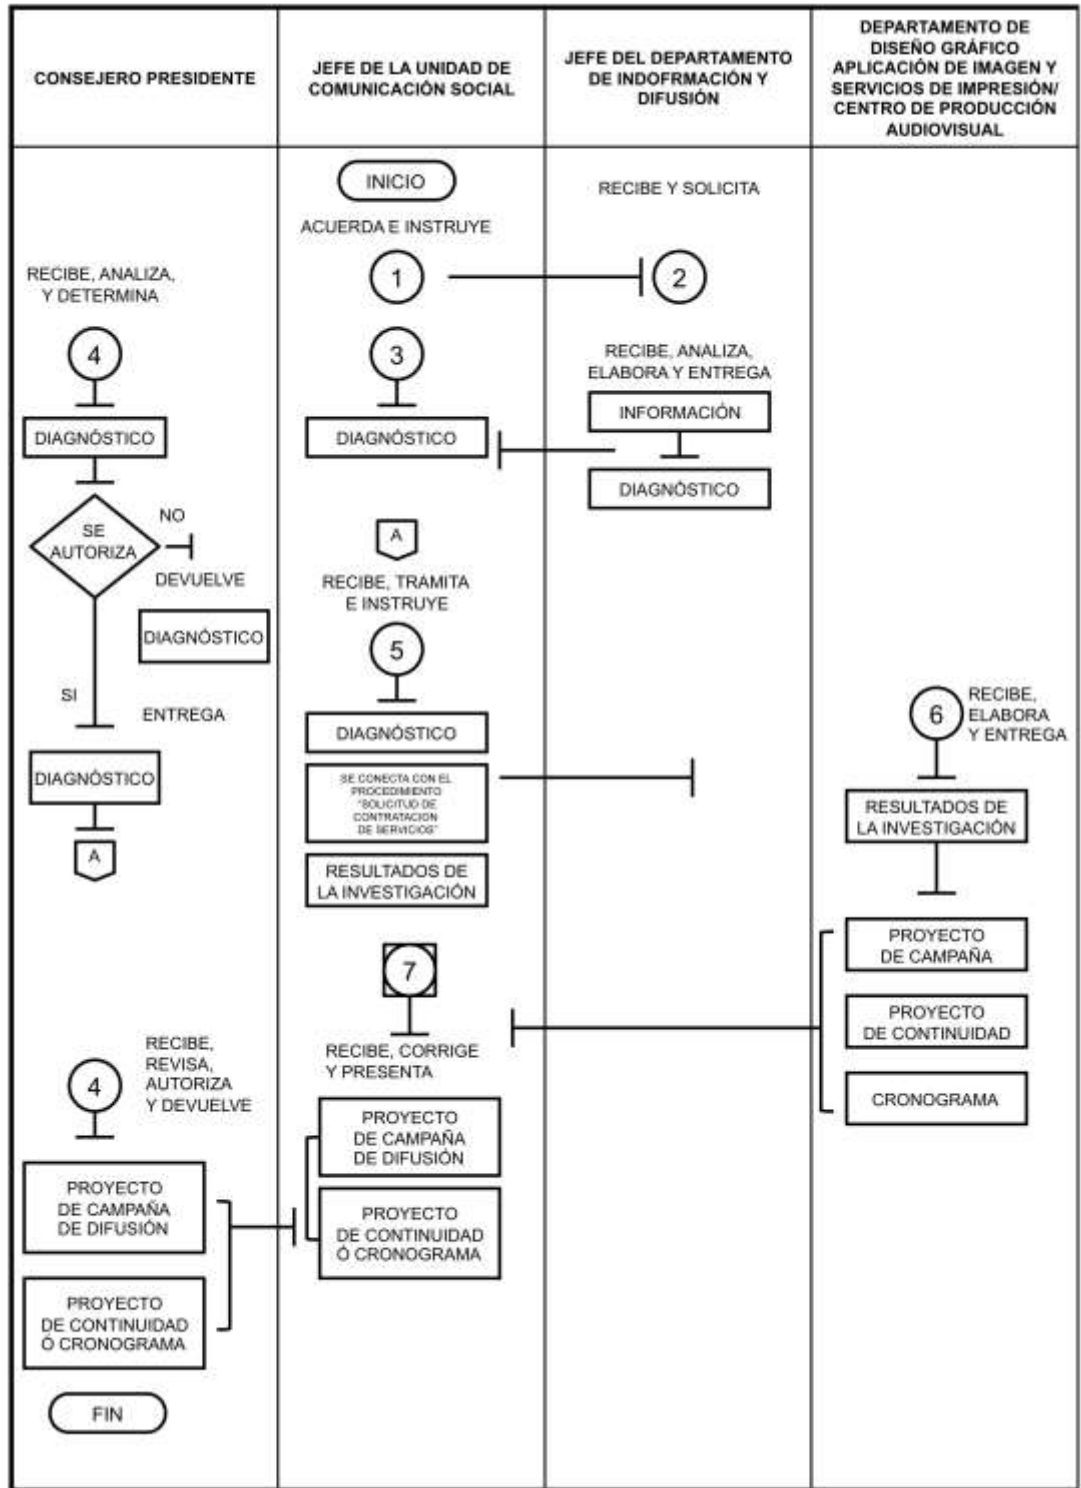 CONSEJERO PRESIDENTE
JEFE DE LA UNIDAD DE
COMUNICACIÓN SOCIAL
JEFE DEL DEPARTAMENTO
DE INDOFRMACIÓN Y
DIFUSIÓN
DEPARTAMENTO DE
DISEÑO GRÁFICO
APLICACIÓN DE IMAGEN Y
SERVICIOS DE IMPRESIÓN/
CENTRO DE PRODUCCIÓN
AUDIOVISUAL
RECIBE, ANALIZA,
Y DETERMINA
4
DIAGNÓSTICO
SE
AUTORIZA
NO
DEVUELVE
DIAGNÓSTICO
SI
ENTREGA
DIAGNÓSTICO
A
RECIBE,
REVISA,
AUTORIZA
Y DEVUELVE
4
PROYECTO
DE CAMPAÑA
DE DIFUSIÓN
PROYECTO
DE CONTINUIDAD
Ó CRONOGRAMA
FIN
INICIO
ACUERDA E INSTRUYE
1
3
DIAGNÓSTICO
A
RECIBE, TRAMITA
E INSTRUYE
5
DIAGNÓSTICO
SE CONECTA CON EL
PROCEDIMIENTO
"SOLICITUD DE
CONTRATACION
DE SERVICIOS"
RESULTADOS DE
LA INVESTIGACIÓN
7
RECIBE, CORRIGE
Y PRESENTA
PROYECTO
DE CAMPAÑA
DE DIFUSIÓN
PROYECTO
DE CONTINUIDAD
Ó CRONOGRAMA
RECIBE Y SOLICITA
2
RECIBE, ANALIZA,
ELABORA Y ENTREGA
INFORMACIÓN
DIAGNÓSTICO
6
RECIBE,
ELABORA
Y ENTREGA
RESULTADOS DE
LA INVESTIGACIÓN
PROYECTO
DE CAMPAÑA
PROYECTO
DE CONTINUIDAD
CRONOGRAMA